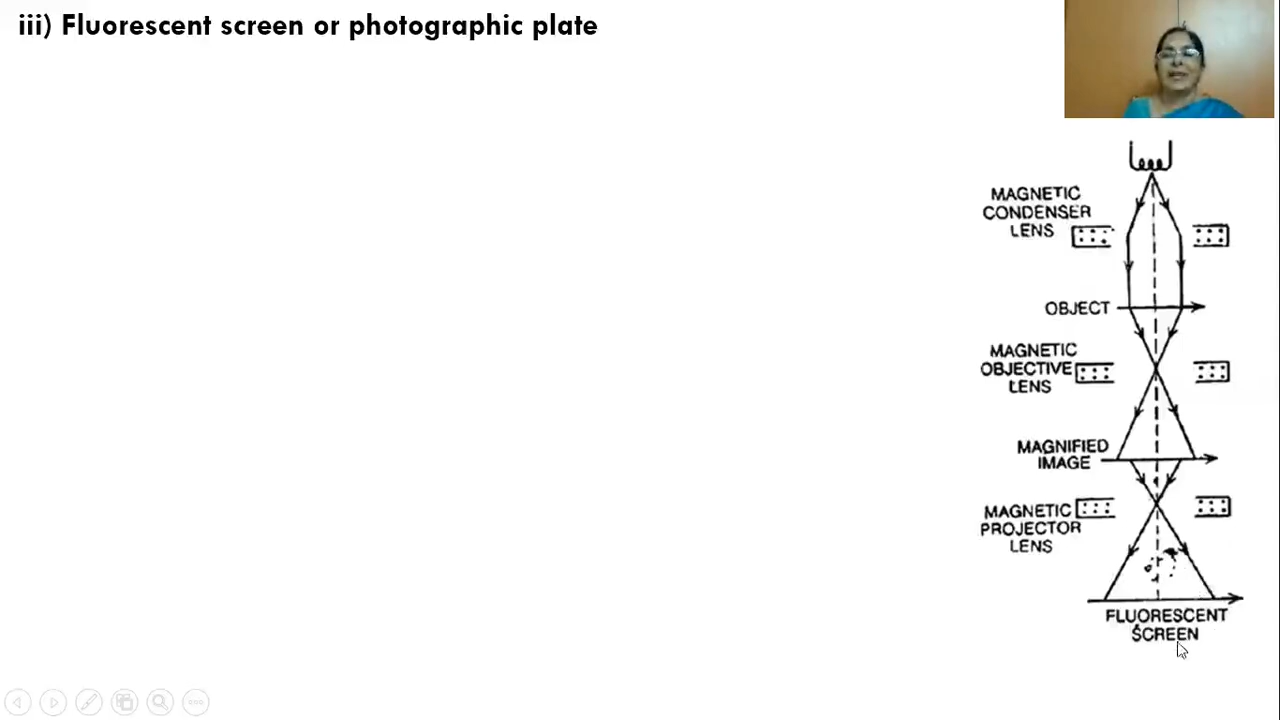 iii) Fluorescent screen or photographic plate
MAGNETIC
CONDENSER
LENS
OBJECT
MAGNETIC
OBJECTIVE
LENS
MAGNIFIED
IMAGE
MAGNETIC
PROJECTOR
LENS
FLUORESCENT
SCREEN